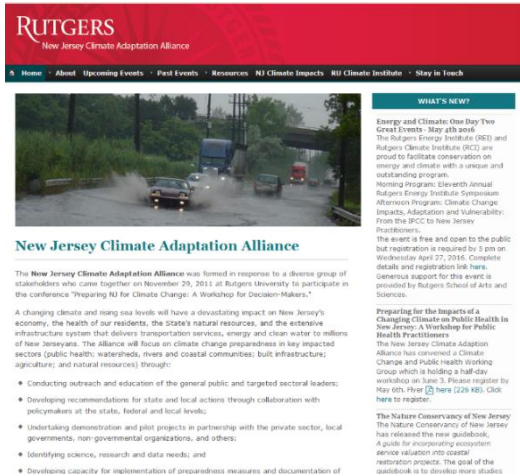 RUTGERS
New Jersey Climate Adaptation Alliance
Home About Upcoming Events Past Events Resources NJ Climate Impacts RU Climate Institute Stay in Touch
New Jersey Climate Adaptation Alliance
The New Jersey Climate Adaptation Alliance was formed in response to a diverse group of
stakeholders who came together on November 29, 2011 at Rutgers University to participate in
the conference "Preparing NJ for Climate Change: A Workshop for Decision-Makers."
A changing climate and rising sea levels will have a devastating impact on New Jersey's
economy, the health of our residents, the State's natural resources, and the extensive
infrastructure system that delivers transportation services, energy and clean water to millions
of New Jerseyans. The Alliance will focus on climate change preparedness in key impacted
sectors (public health; watersheds, rivers and coastal communities; built infrastructure;
agriculture; and natural resources) through:
• Conducting outreach and education of the general public and targeted sectoral leaders;
• Developing recommendations for state and local actions through collaboration with
policymakers at the state, federal and local levels;
• Undertaking demonstration and pilot projects in partnership with the private sector, local
governments, non-governmental organizations, and others;
• Identifying science, research and data needs; and
• Developing capacity for implementation of preparedness measures and documentation of
WHAT'S NEW?
Energy and Climate: One Day Two
Great Events - May 4th 2016
The Rutgers Energy Institute (REI) and
Rutgers Climate Institute (RCI) are
proud to facilitate conservation on
energy and climate with a unique and
outstanding program.
Morning Program: Eleventh Annual
Rutgers Energy Institute Symposium
Afternoon Program: Climate Change
Impacts, Adaptation and Vulnerability:
From the IPCC to New Jersey
Practitioners.
The event is free and open to the public
but registration is required by 5 pm on
Wednesday April 27, 2016. Complete
details and registration link here.
Generous support for this event is
provided by Rutgers School of Arts and
Sciences.
Preparing for the Impacts of a
Changing Climate on Public Health in
New Jersey: A Workshop for Public
Health Practitioners
The New Jersey Climate Adaption
Alliance has convened a Climate
Change and Public Health Working
Group which is holding a half-day
workshop on June 3. Please register by
May 6th. Flyer here (226 KB). Click
here to register.
The Nature Conservancy of New Jersey
The Nature Conservancy of New Jersey
has released the new guidebook,
A guide for incorporating ecosystem
service valuation into coastal
restoration projects. The goal of the
guidebook is to develop more studies